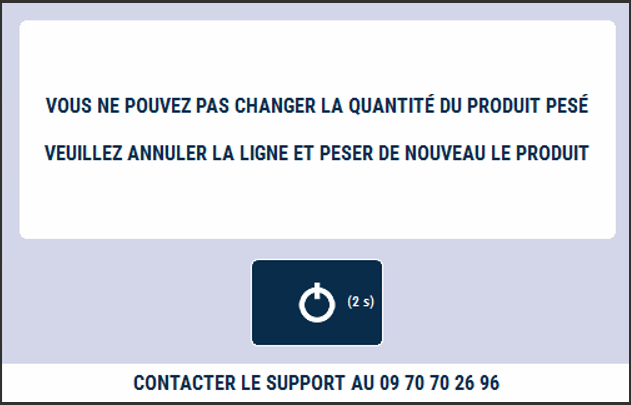 VOUS NE POUVEZ PAS CHANGER LA QUANTITÉ DU PRODUIT PESÉ
VEUILLEZ ANNULER LA LIGNE ET PESER DE NOUVEAU LE PRODUIT
(2 s)
CONTACTER LE SUPPORT AU 09 70 70 26 96